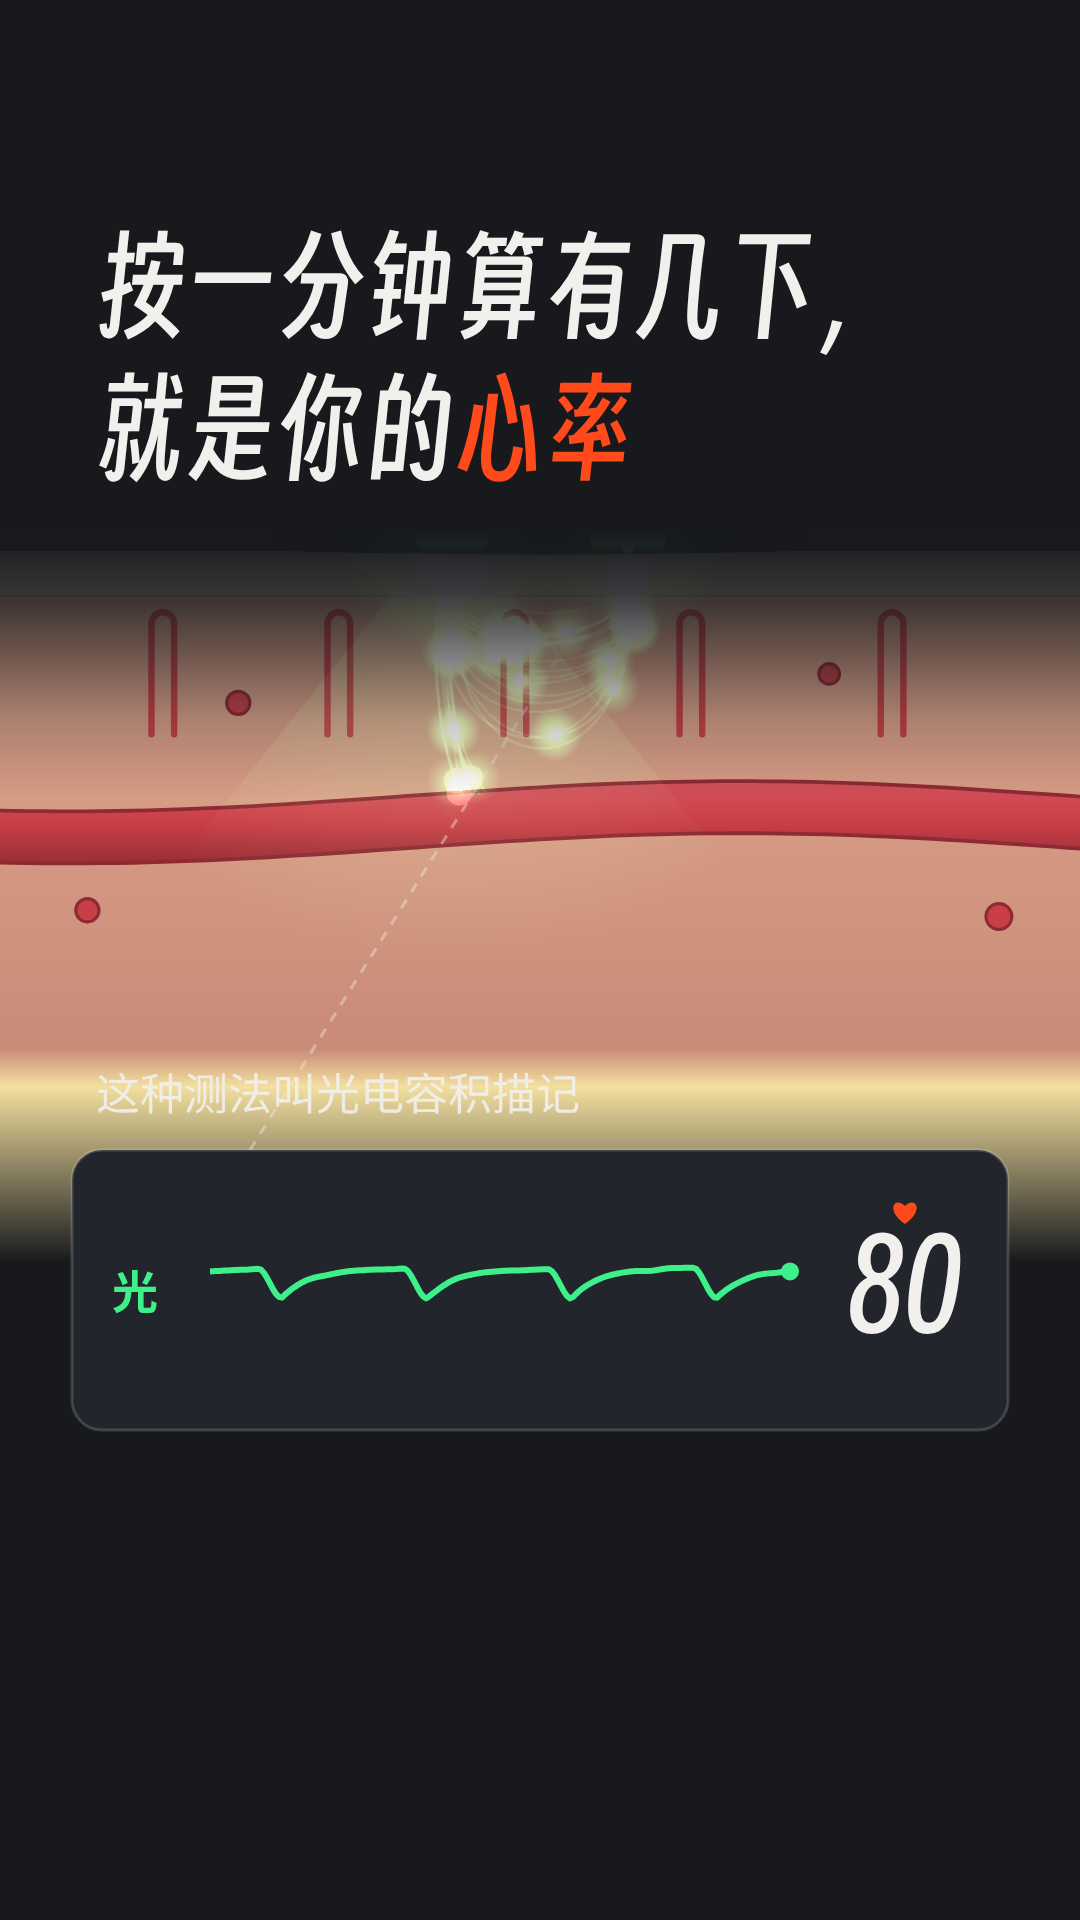 按一分钟算有几下,
就是你的心率
这种测法叫光电容积描记
光
80